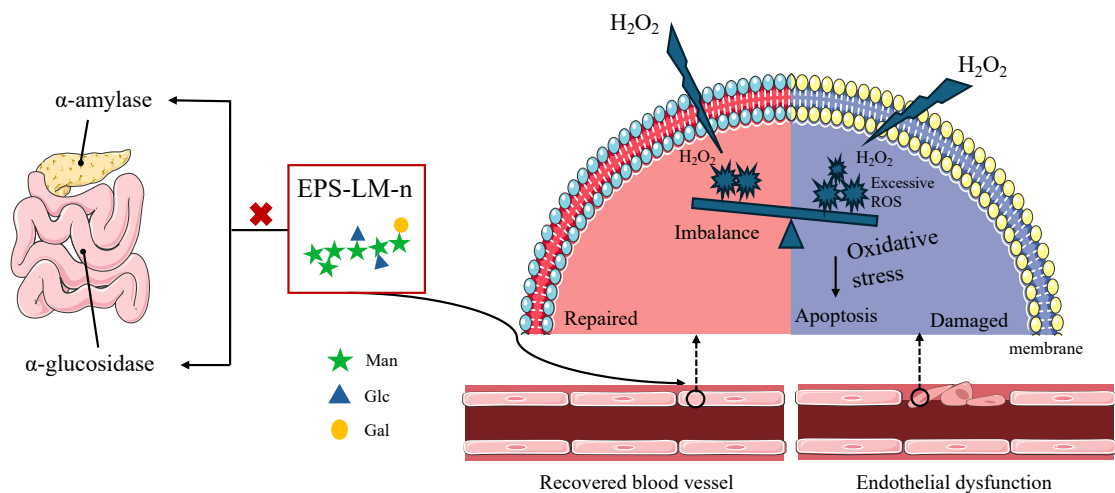 α-amylase
α-glucosidase
EPS-LM-n
Man
Glc
Gal
H₂O₂
H₂O₂
H₂O₂
H₂O₂
Excessive
ROS
Imbalance
Oxidative
stress
Apoptosis
Repaired
Damaged
membrane
Recovered blood vessel
Endothelial dysfunction